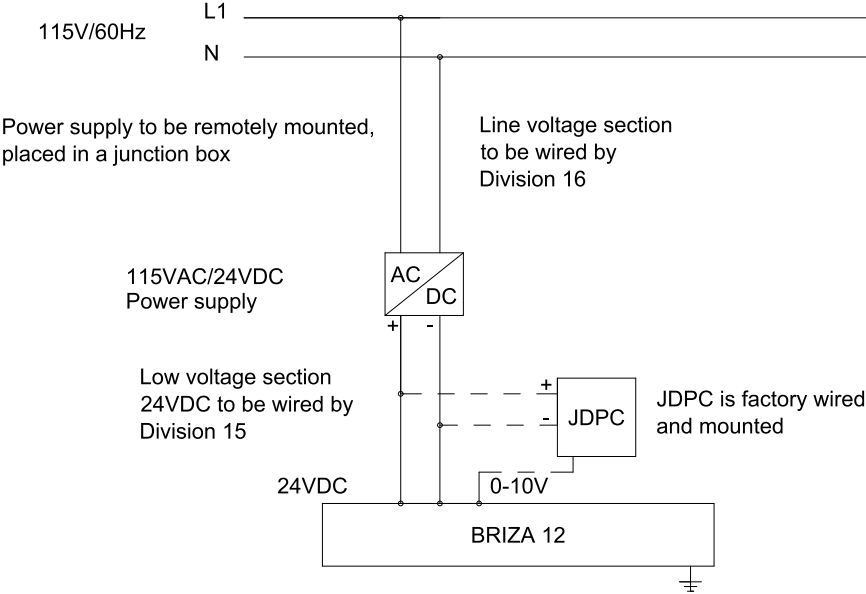 L1
115V/60Hz
N
Power supply to be remotely mounted,
placed in a junction box
Line voltage section
to be wired by
Division 16
115VAC/24VDC
Power supply
AC
DC
+ -
Low voltage section
24VDC to be wired by
Division 15
+
-
JDPC
JDPC is factory wired
and mounted
24VDC
0-10V
BRIZA 12